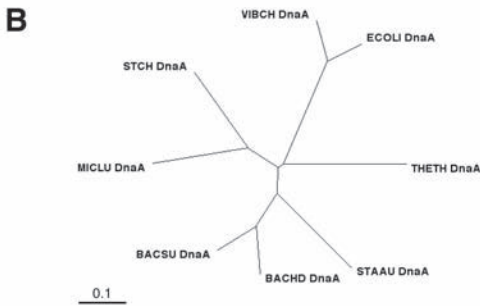 B
VIBCH DnaA
ECOLI DnaA
STCH DnaA
MICLU DnaA
THETH DnaA
BACSU DnaA
BACHD DnaA
STAAU DnaA
0.1